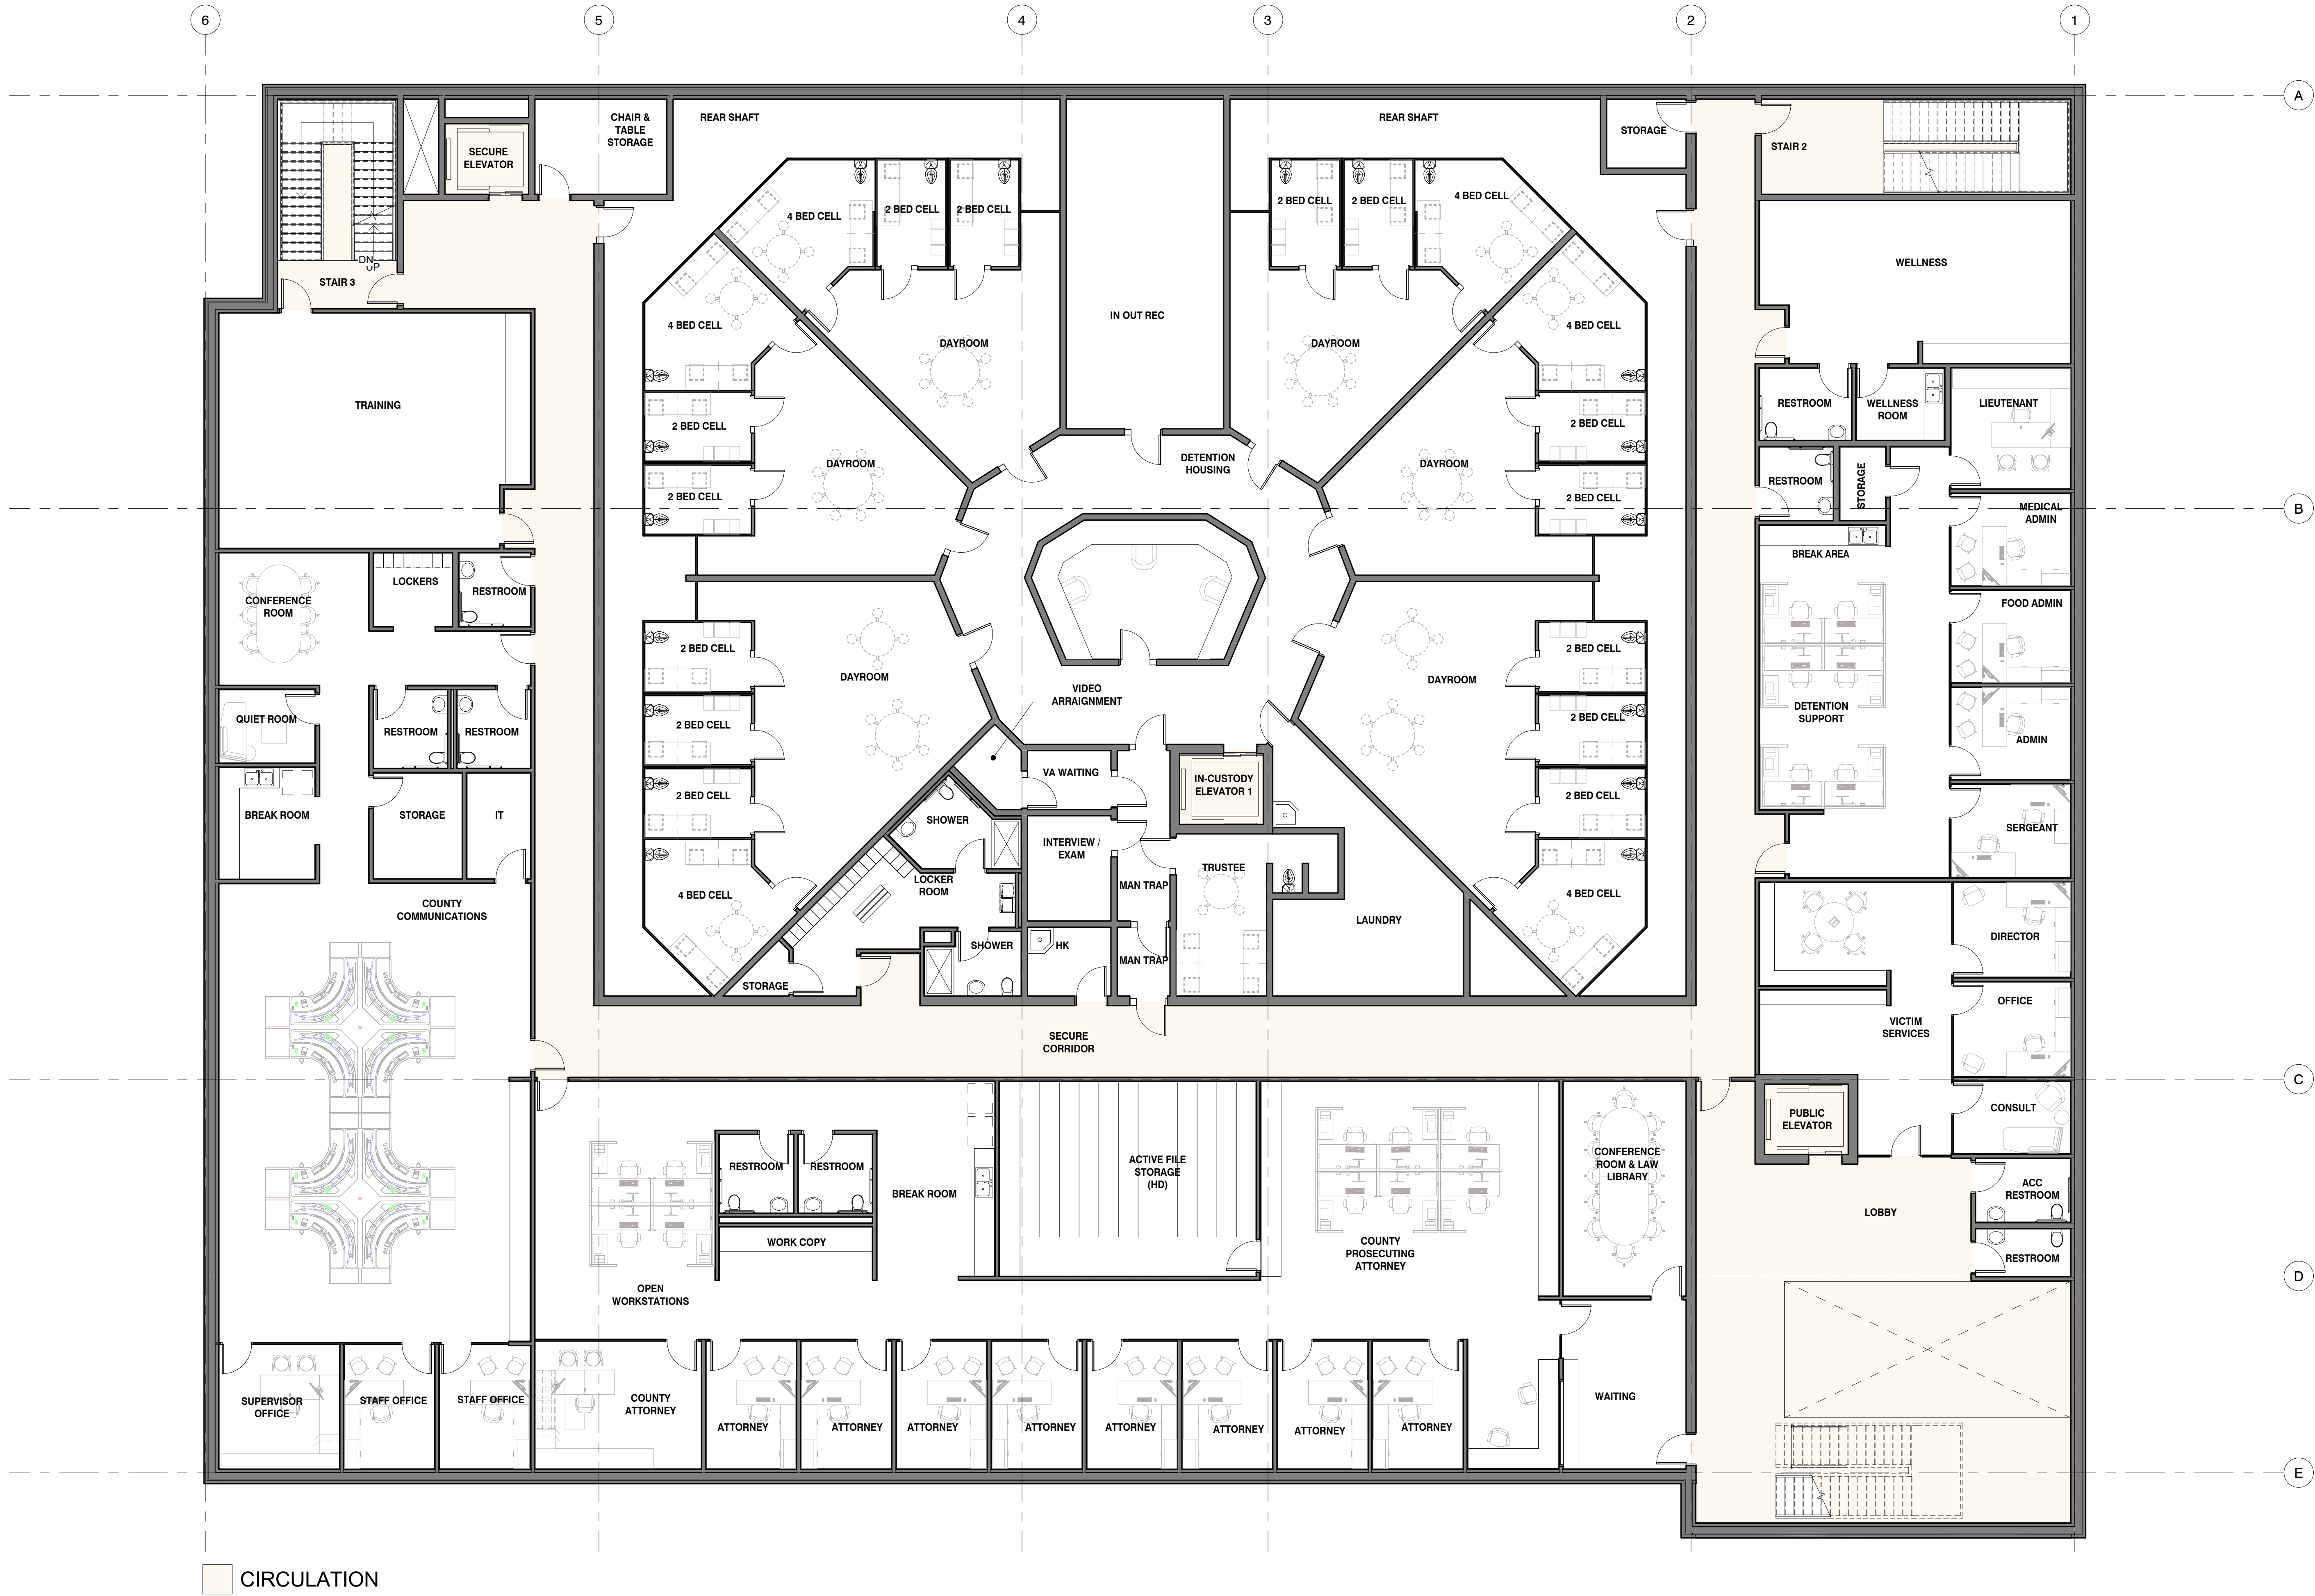 6
5
4
3
2
1
A
CHAIR &
TABLE
STORAGE
REAR SHAFT
REAR SHAFT
STORAGE
SECURE
ELEVATOR
STAIR 2
4 BED CELL
2 BED CELL
2 BED CELL
2 BED CELL
2 BED CELL
4 BED CELL
DN
UP
STAIR 3
WELLNESS
4 BED CELL
IN OUT REC
4 BED CELL
DAYROOM
DAYROOM
TRAINING
RESTROOM
WELLNESS
ROOM
LIEUTENANT
2 BED CELL
2 BED CELL
DAYROOM
DETENTION
HOUSING
DAYROOM
2 BED CELL
2 BED CELL
RESTROOM
STORAGE
B
MEDICAL
ADMIN
BREAK AREA
LOCKERS
RESTROOM
CONFERENCE
ROOM
FOOD ADMIN
2 BED CELL
2 BED CELL
DAYROOM
DAYROOM
VIDEO
ARRAIGNMENT
DETENTION
SUPPORT
QUIET ROOM
RESTROOM
RESTROOM
2 BED CELL
2 BED CELL
ADMIN
VA WAITING
IN-CUSTODY
ELEVATOR 1
2 BED CELL
2 BED CELL
BREAK ROOM
STORAGE
IT
SHOWER
SERGEANT
INTERVIEW /
EXAM
TRUSTEE
MAN TRAP
LOCKER
ROOM
4 BED CELL
4 BED CELL
COUNTY
COMMUNICATIONS
LAUNDRY
DIRECTOR
SHOWER
HK
MAN TRAP
STORAGE
OFFICE
VICTIM
SERVICES
SECURE
CORRIDOR
C
PUBLIC
ELEVATOR
CONSULT
RESTROOM
RESTROOM
BREAK ROOM
ACTIVE FILE
STORAGE
(HD)
CONFERENCE
ROOM & LAW
LIBRARY
ACC
RESTROOM
LOBBY
WORK COPY
COUNTY
PROSECUTING
ATTORNEY
RESTROOM
D
OPEN
WORKSTATIONS
SUPERVISOR
OFFICE
STAFF OFFICE
STAFF OFFICE
COUNTY
ATTORNEY
ATTORNEY
ATTORNEY
ATTORNEY
ATTORNEY
ATTORNEY
ATTORNEY
ATTORNEY
ATTORNEY
WAITING
E
CIRCULATION